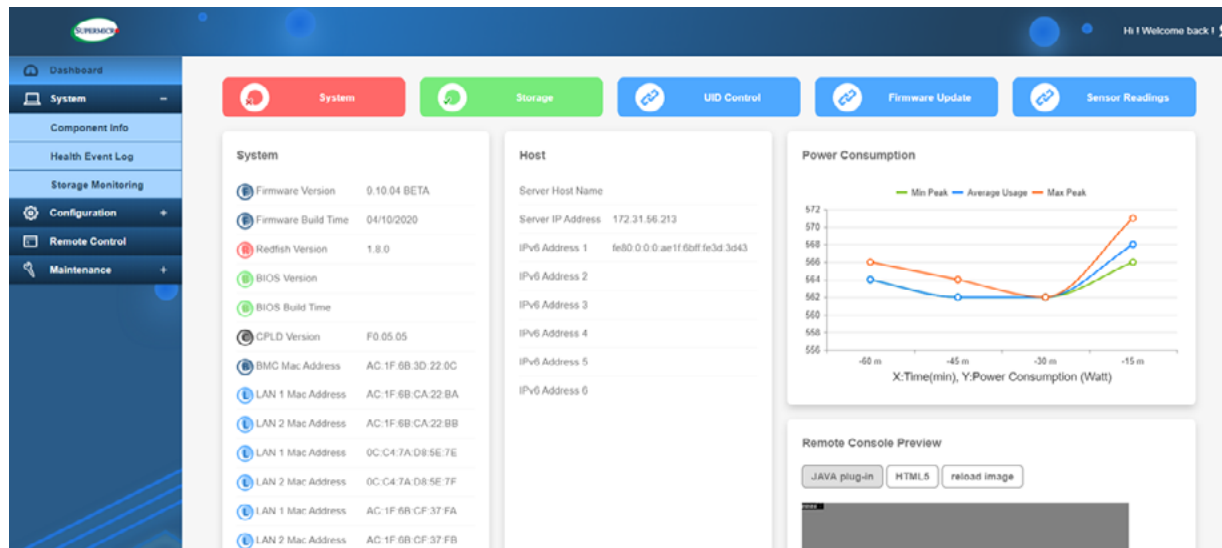 SUPERMICR
Hi ! Welcome back !
Dashboard
System
Component Info
Health Event Log
Storage Monitoring
Configuration
Remote Control
Maintenance
System
Storage
UID Control
Firmware Update
Sensor Readings
System
Firmware Version 9.10.04 BETA
Firmware Build Time 04/10/2020
Redfish Version 1.8.0
BIOS Version
BIOS Build Time
CPLD Version F0.05.05
BMC Mac Address AC:1F:6B:3D:22:0C
LAN 1 Mac Address AC:1F:6B:CA:22:BA
LAN 2 Mac Address AC:1F:6B:CA:22:BB
LAN 1 Mac Address 0C:C4:7A:D8:5E:7E
LAN 2 Mac Address 0C:C4:7A:D8:5E:7F
LAN 1 Mac Address AC:1F:6B:CF:37:FA
LAN 2 Mac Address AC:1F:6B:CF:37:FB
Host
Server Host Name
Server IP Address 172.31.56.213
IPv6 Address 1 fe80:0:0:0:ae1f:6bff:fe3d:3d43
IPv6 Address 2
IPv6 Address 3
IPv6 Address 4
IPv6 Address 5
IPv6 Address 6
Power Consumption
Min Peak Average Usage Max Peak
572
570
568
566
564
562
560
558
556
-60 m -45 m -30 m -15 m
X:Time(min), Y:Power Consumption (Watt)
Remote Console Preview
JAVA plug-in HTML5 reload image